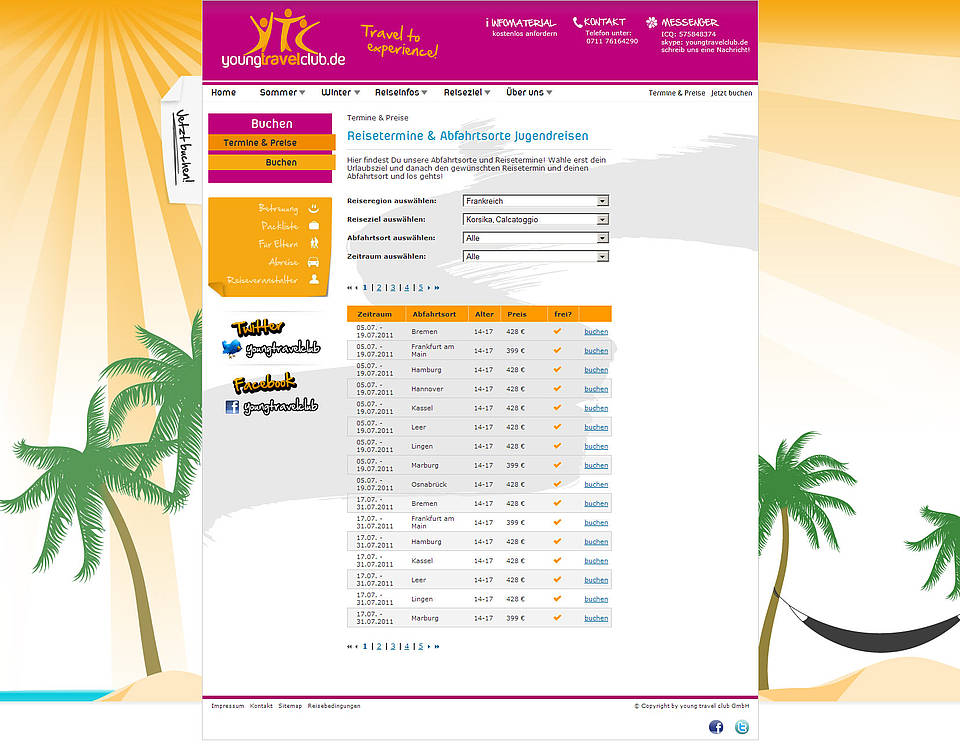 youngtravelclub.de
Travel to
experience!
i INFOMATERIAL
kostenlos anfordern
KONTAKT
Telefon unter:
0711 76164290
MESSENGER
ICQ: 575848374
skype: youngtravelclub.de
schreib uns eine Nachricht!
Home Sommer Winter Reiseinfos Reiseziel Über uns Termine & Preise Jetzt buchen
Jetzt buchen!
Buchen
Termine & Preise
Buchen
Betreuung
Packliste
Für Eltern
Abreise
Reiseveranstalter
Twitter
youngtravelclub
Facebook
youngtravelclub
Termine & Preise
Reisetermine & Abfahrtsorte Jugendreisen
Hier findest Du unsere Abfahrtsorte und Reisetermine! Wähle erst dein
Urlaubsziel und danach den gewünschten Reisetermin und deinen
Abfahrtsort und los gehts!
Reiseregion auswählen: Frankreich
Reiseziel auswählen: Korsika, Calcatoggio
Abfahrtsort auswählen: Alle
Zeitraum auswählen: Alle
« ‹ 1 | 2 | 3 | 4 | 5 › »
Zeitraum Abfahrtsort Alter Preis frei?
05.07. - 19.07.2011 Bremen 14-17 428 € buchen
05.07. - 19.07.2011 Frankfurt am Main 14-17 399 € buchen
05.07. - 19.07.2011 Hamburg 14-17 428 € buchen
05.07. - 19.07.2011 Hannover 14-17 428 € buchen
05.07. - 19.07.2011 Kassel 14-17 428 € buchen
05.07. - 19.07.2011 Leer 14-17 428 € buchen
05.07. - 19.07.2011 Lingen 14-17 428 € buchen
05.07. - 19.07.2011 Marburg 14-17 399 € buchen
05.07. - 19.07.2011 Osnabrück 14-17 428 € buchen
17.07. - 31.07.2011 Bremen 14-17 428 € buchen
17.07. - 31.07.2011 Frankfurt am Main 14-17 399 € buchen
17.07. - 31.07.2011 Hamburg 14-17 428 € buchen
17.07. - 31.07.2011 Kassel 14-17 428 € buchen
17.07. - 31.07.2011 Leer 14-17 428 € buchen
17.07. - 31.07.2011 Lingen 14-17 428 € buchen
17.07. - 31.07.2011 Marburg 14-17 399 € buchen
« ‹ 1 | 2 | 3 | 4 | 5 › »
Impressum Kontakt Sitemap Reisebedingungen © Copyright by young travel club GmbH